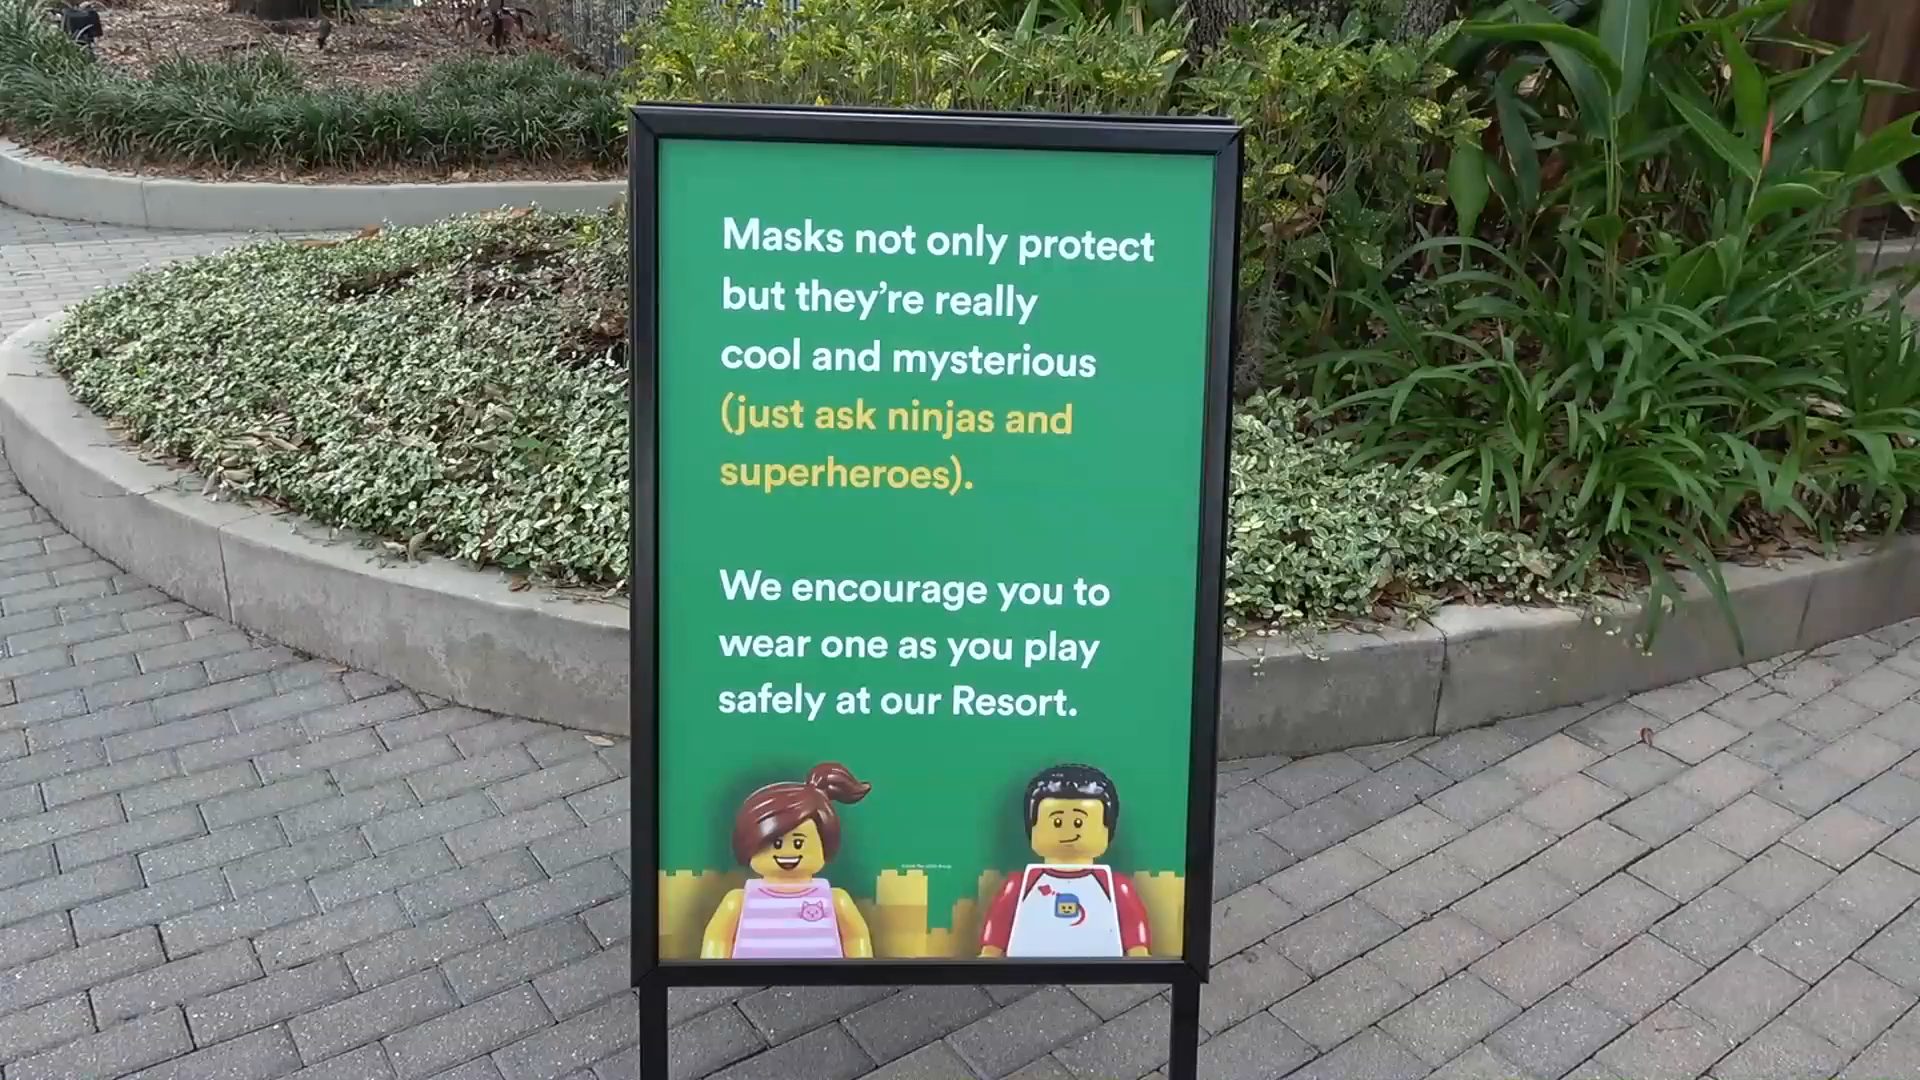 Masks not only protect
but they're really
cool and mysterious
(just ask ninjas and
superheroes).
We encourage you to
wear one as you play
safely at our Resort.